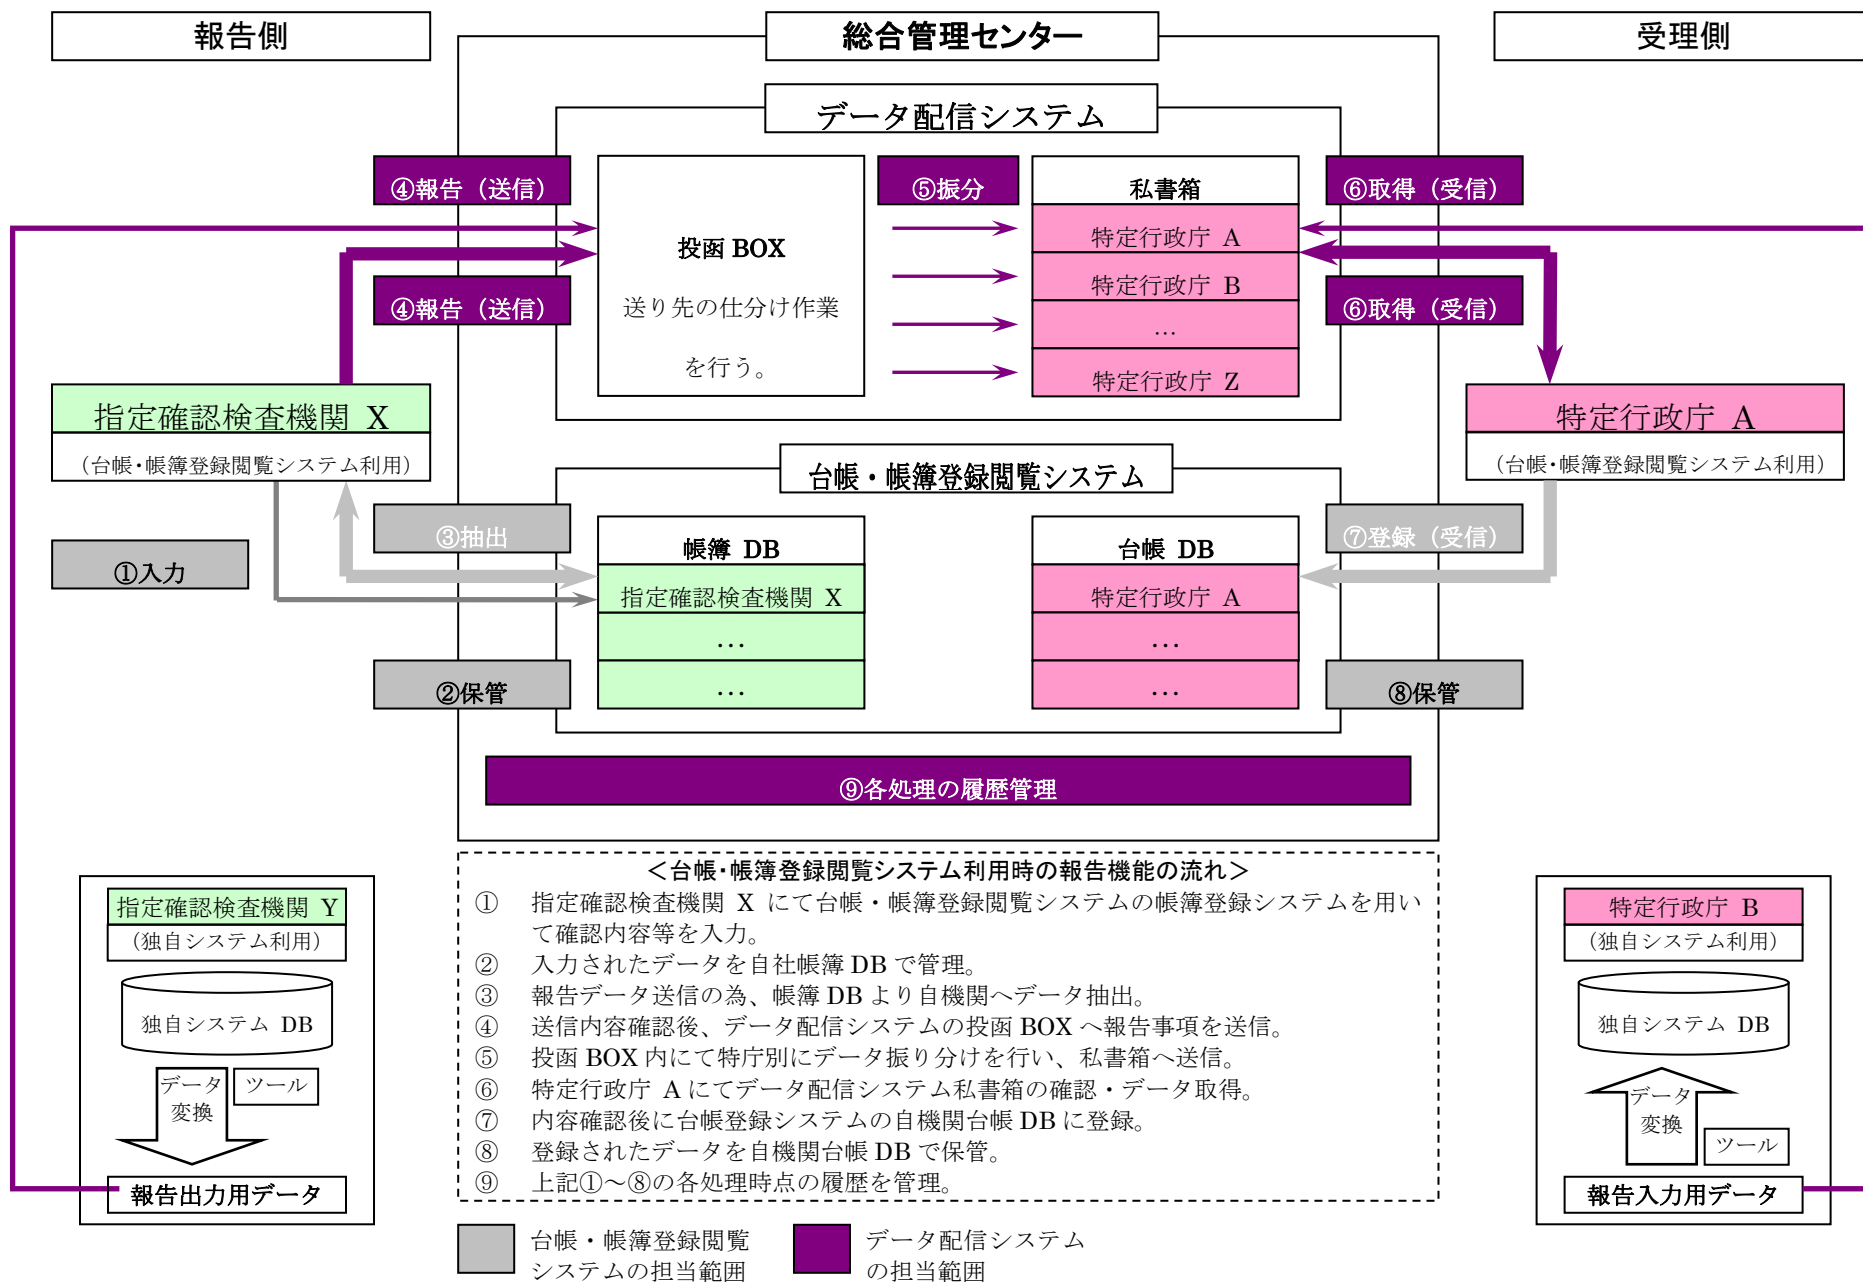 報告側
総合管理センター
受理側
データ配信システム
④報告（送信）
⑤振分
私書箱
⑥取得（受信）
特定行政庁 A
投函 BOX
特定行政庁 B
④報告（送信）
送り先の仕分け作業
…
⑥取得（受信）
を行う。
特定行政庁 Z
指定確認検査機関 X
（台帳・帳簿登録閲覧システム利用）
特定行政庁 A
（台帳・帳簿登録閲覧システム利用）
台帳・帳簿登録閲覧システム
③抽出
⑦登録（受信）
帳簿 DB
台帳 DB
①入力
指定確認検査機関 X
特定行政庁 A
…
…
…
…
②保管
⑧保管
⑨各処理の履歴管理
＜台帳・帳簿登録閲覧システム利用時の報告機能の流れ＞
① 指定確認検査機関 X にて台帳・帳簿登録閲覧システムの帳簿登録システムを用い
て確認内容等を入力。
② 入力されたデータを自社帳簿 DB で管理。
③ 報告データ送信の為、帳簿 DB より自機関へデータ抽出。
④ 送信内容確認後、データ配信システムの投函 BOX へ報告事項を送信。
⑤ 投函 BOX 内にて特庁別にデータ振り分けを行い、私書箱へ送信。
⑥ 特定行政庁 A にてデータ配信システム私書箱の確認・データ取得。
⑦ 内容確認後に台帳登録システムの自機関台帳 DB に登録。
⑧ 登録されたデータを自機関台帳 DB で保管。
⑨ 上記①～⑧の各処理時点の履歴を管理。
指定確認検査機関 Y
（独自システム利用）
独自システム DB
データ
変換
ツール
報告出力用データ
特定行政庁 B
（独自システム利用）
独自システム DB
データ
変換
ツール
報告入力用データ
台帳・帳簿登録閲覧
システムの担当範囲
データ配信システム
の担当範囲